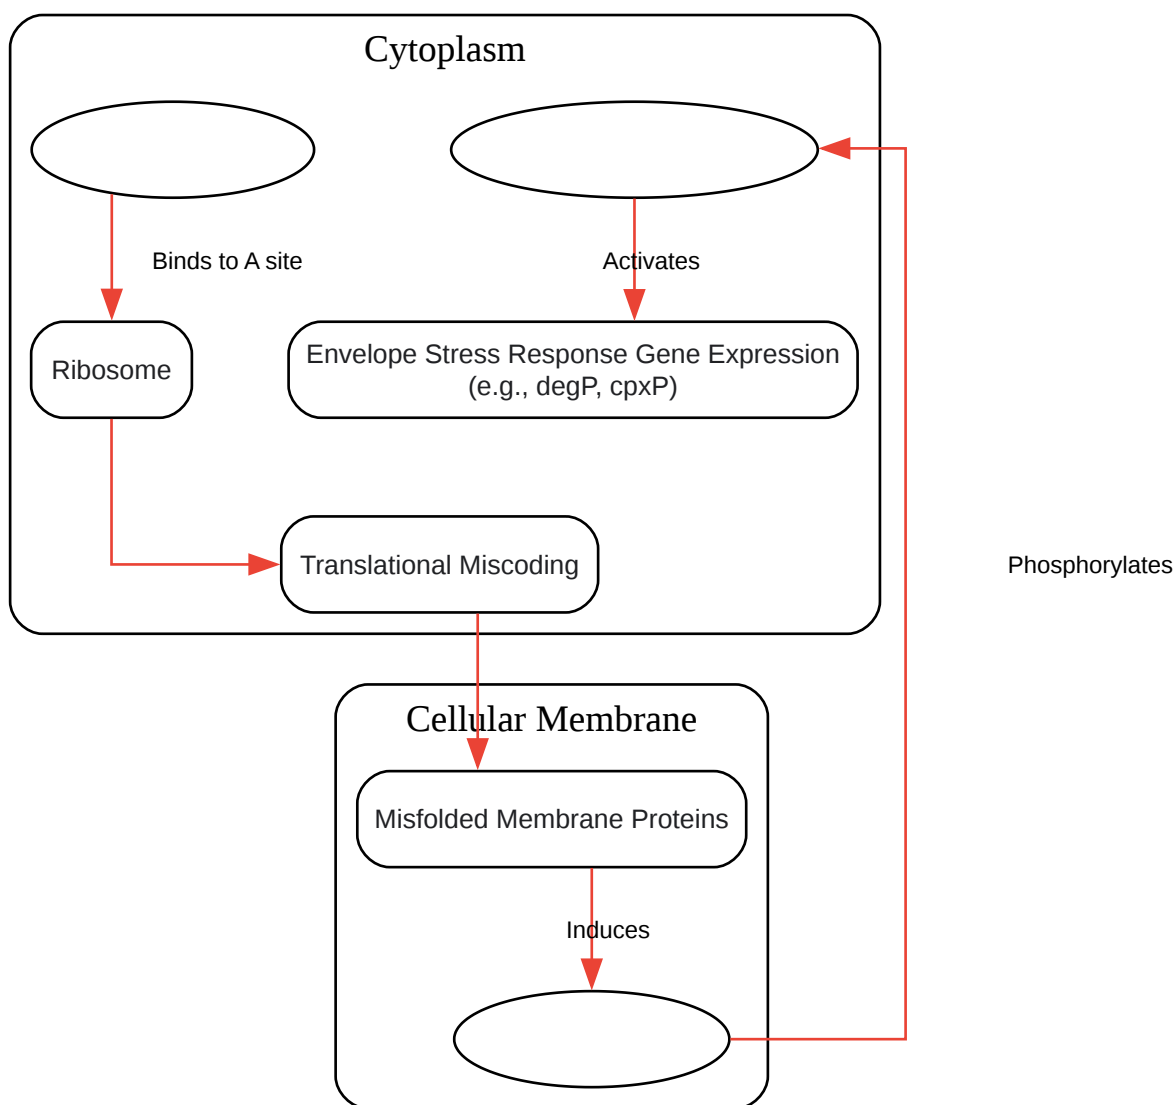 Cytoplasm
Binds to A site
Activates
Ribosome
Envelope Stress Response Gene Expression
(e.g., degP, cpxP)
Translational Miscoding
Phosphorylates
Cellular Membrane
Misfolded Membrane Proteins
Induces